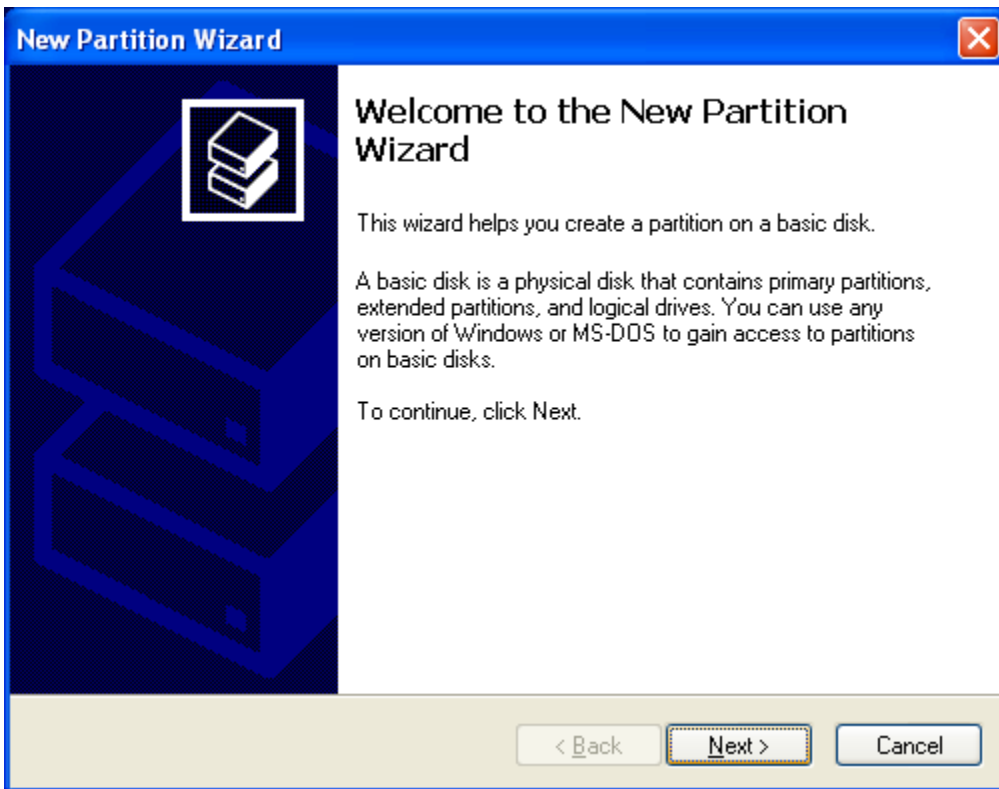 New Partition Wizard
Welcome to the New Partition
Wizard
This wizard helps you create a partition on a basic disk.
A basic disk is a physical disk that contains primary partitions,
extended partitions, and logical drives. You can use any
version of Windows or MS-DOS to gain access to partitions
on basic disks.
To continue, click Next.
< Back Next > Cancel